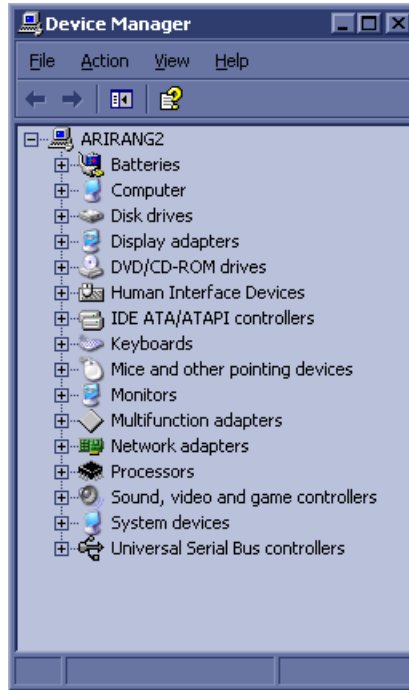 Device Manager
File Action View Help
ARIRANG2
Batteries
Computer
Disk drives
Display adapters
DVD/CD-ROM drives
Human Interface Devices
IDE ATA/ATAPI controllers
Keyboards
Mice and other pointing devices
Monitors
Multifunction adapters
Network adapters
Processors
Sound, video and game controllers
System devices
Universal Serial Bus controllers